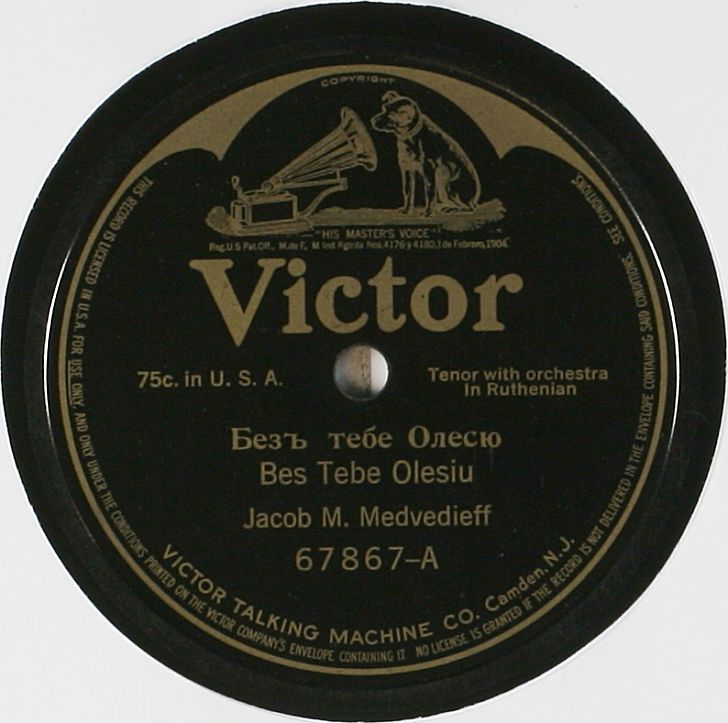 COPYRIGHT
"HIS MASTER'S VOICE"
Reg.U.S Pat.Off., M.de F., M Ind Rgtrda Nos.4176 y 4180,1 de Febrero,1904
Victor
75c. in U. S. A.
Tenor with orchestra
In Ruthenian
Безъ тебе Олесю
Bes Tebe Olesiu
Jacob M. Medvedieff
67867-A
VICTOR TALKING MACHINE CO. Camden, N.J.
THIS RECORD IS LICENSED IN U.S.A. FOR USE ONLY, AND ONLY UNDER THE CONDITIONS PRINTED ON THE VICTOR COMPANY'S ENVELOPE CONTAINING IT NO LICENSE IS GRANTED IF THE RECORD IS NOT DELIVERED IN THE ENVELOPE CONTAINING SAID CONDITIONS. SEE CONDITIONS